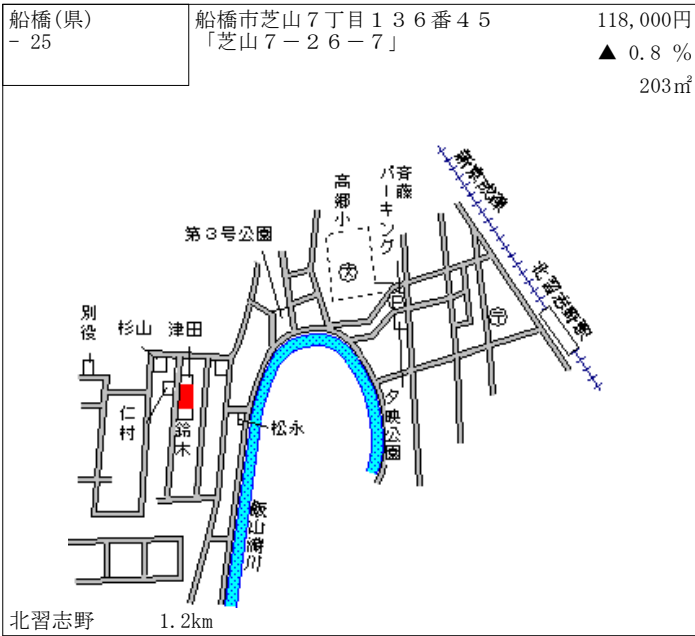 船橋(県)
- 25
船橋市芝山７丁目１３６番４５
「芝山７－２６－７」
118,000円
▲ 0.8 %
203㎡
新京成線
北習志野駅
斉藤
パーキング
高郷小
第３号公園
別役
杉山
津田
仁村
鈴木
松永
夕映公園
飯山満川
北習志野 1.2km